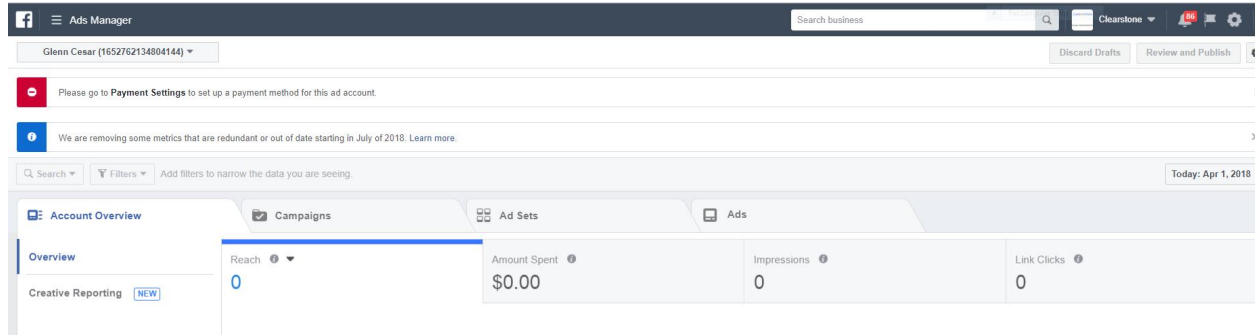 f Ads Manager Search business Clearstone 86
Glenn Cesar (1652762134804144) Discard Drafts Review and Publish
Please go to Payment Settings to set up a payment method for this ad account.
We are removing some metrics that are redundant or out of date starting in July of 2018. Learn more.
Search Filters Add filters to narrow the data you are seeing. Today: Apr 1, 2018
Account Overview Campaigns Ad Sets Ads
Overview Reach Amount Spent Impressions Link Clicks
0 $0.00 0 0
Creative Reporting NEW